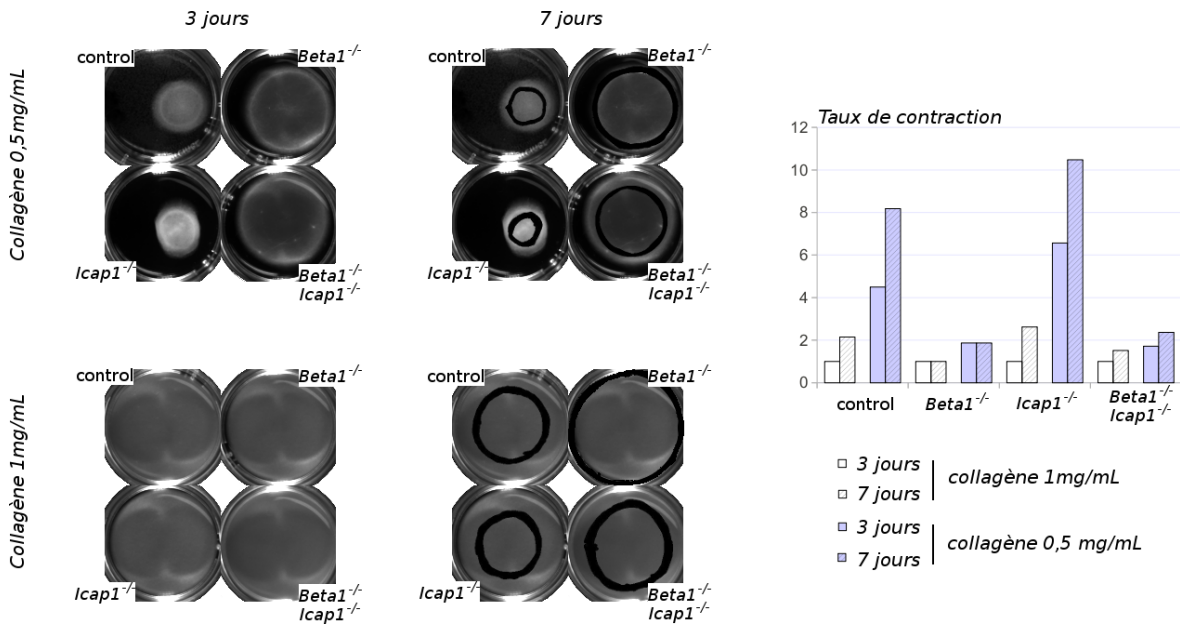 3 jours
7 jours
Collagène 0,5mg/mL
control
Beta1-/-
Icap1-/-
Beta1-/-
Icap1-/-
control
Beta1-/-
Icap1-/-
Beta1-/-
Icap1-/-
Collagène 1mg/mL
control
Beta1-/-
Icap1-/-
Beta1-/-
Icap1-/-
control
Beta1-/-
Icap1-/-
Beta1-/-
Icap1-/-
Taux de contraction
12
10
8
6
4
2
0
control
Beta1-/-
Icap1-/-
Beta1-/-
Icap1-/-
3 jours
7 jours
collagène 1mg/mL
3 jours
7 jours
collagène 0,5 mg/mL